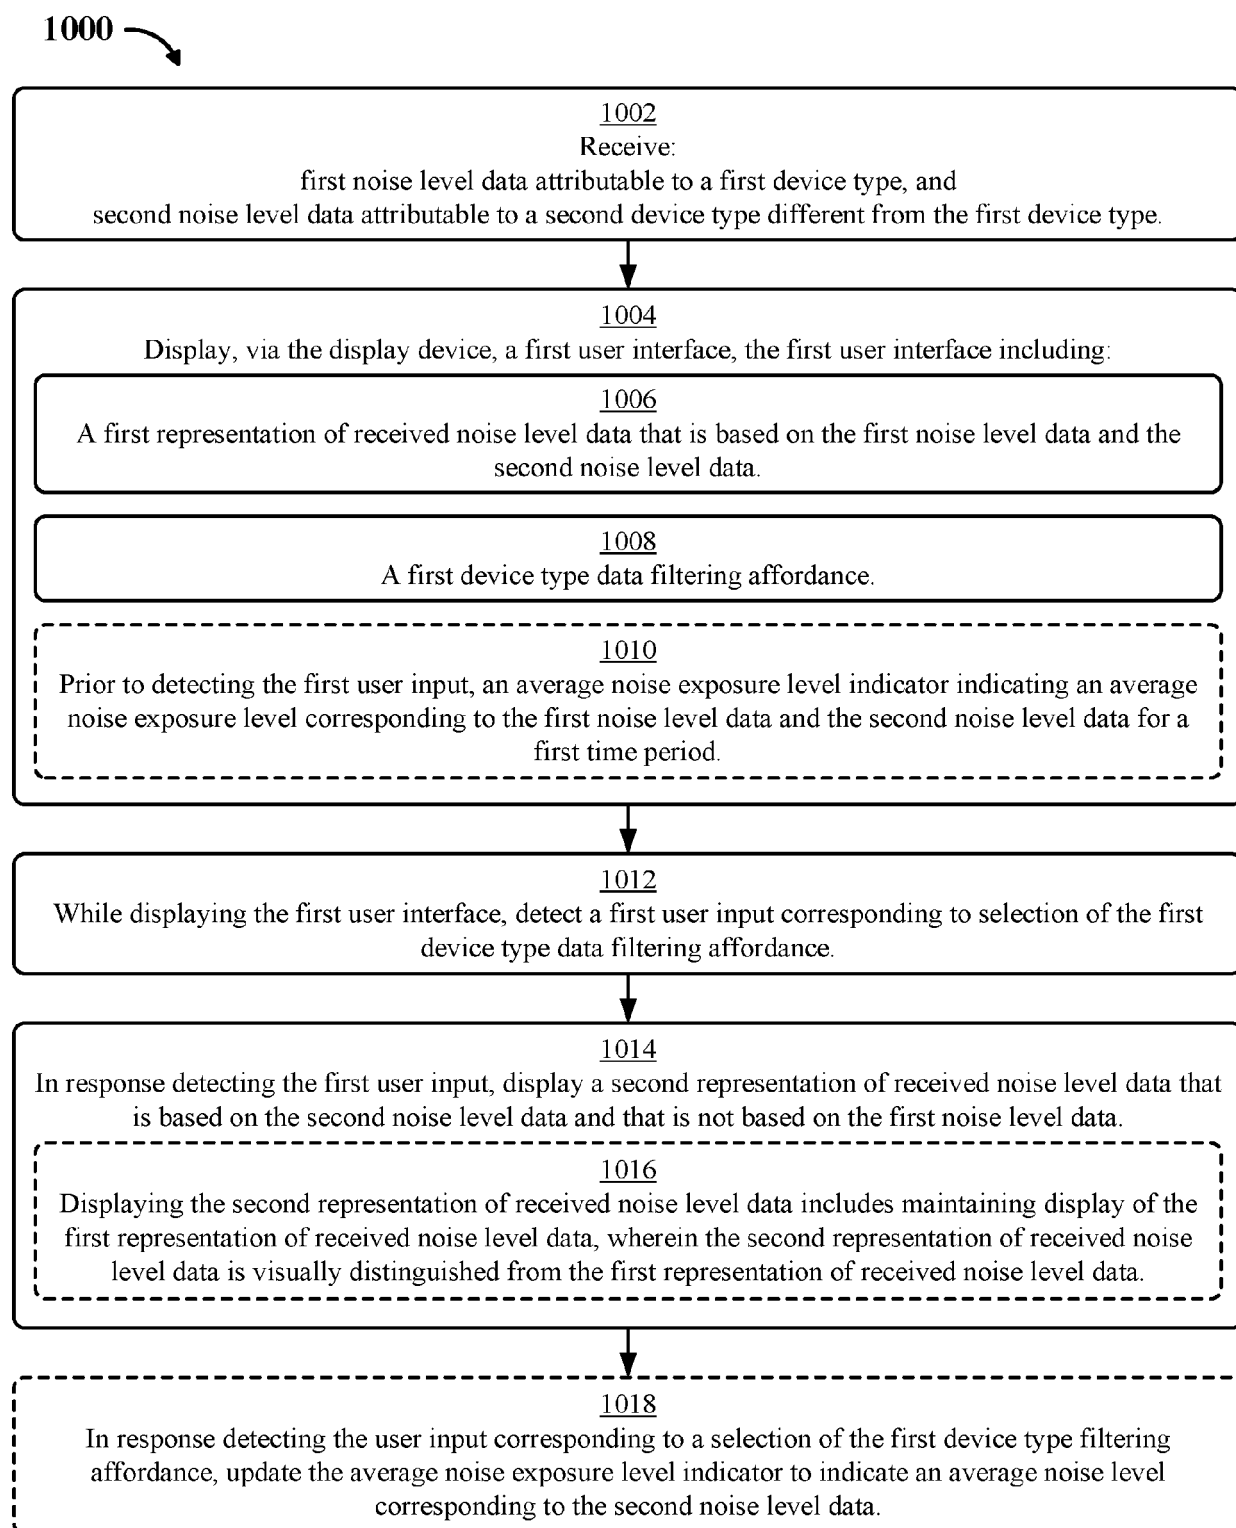 1000
1002
Receive:
first noise level data attributable to a first device type, and
second noise level data attributable to a second device type different from the first device type.
1004
Display, via the display device, a first user interface, the first user interface including:
1006
A first representation of received noise level data that is based on the first noise level data and the
second noise level data.
1008
A first device type data filtering affordance.
1010
Prior to detecting the first user input, an average noise exposure level indicator indicating an average
noise exposure level corresponding to the first noise level data and the second noise level data for a
first time period.
1012
While displaying the first user interface, detect a first user input corresponding to selection of the first
device type data filtering affordance.
1014
In response detecting the first user input, display a second representation of received noise level data that
is based on the second noise level data and that is not based on the first noise level data.
1016
Displaying the second representation of received noise level data includes maintaining display of the
first representation of received noise level data, wherein the second representation of received noise
level data is visually distinguished from the first representation of received noise level data.
1018
In response detecting the user input corresponding to a selection of the first device type filtering
affordance, update the average noise exposure level indicator to indicate an average noise level
corresponding to the second noise level data.